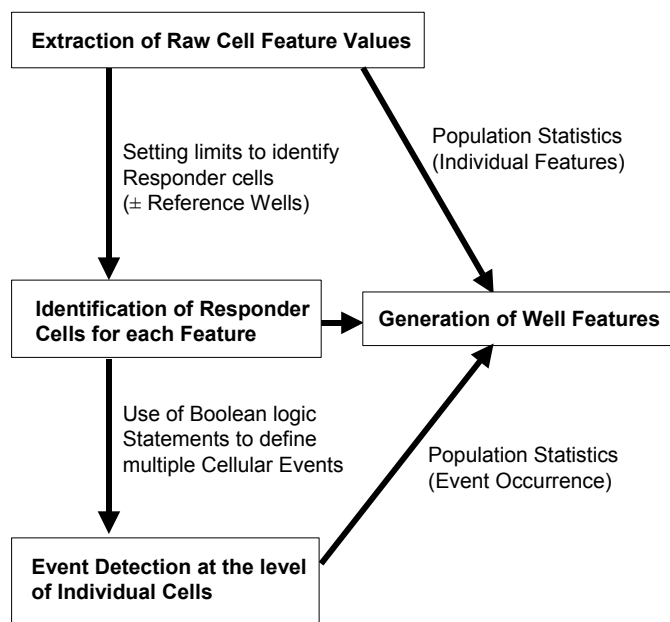 Extraction of Raw Cell Feature Values
Setting limits to identify
Responder cells
(± Reference Wells)
Population Statistics
(Individual Features)
Identification of Responder
Cells for each Feature
Generation of Well Features
Use of Boolean logic
Statements to define
multiple Cellular Events
Population Statistics
(Event Occurrence)
Event Detection at the level
of Individual Cells